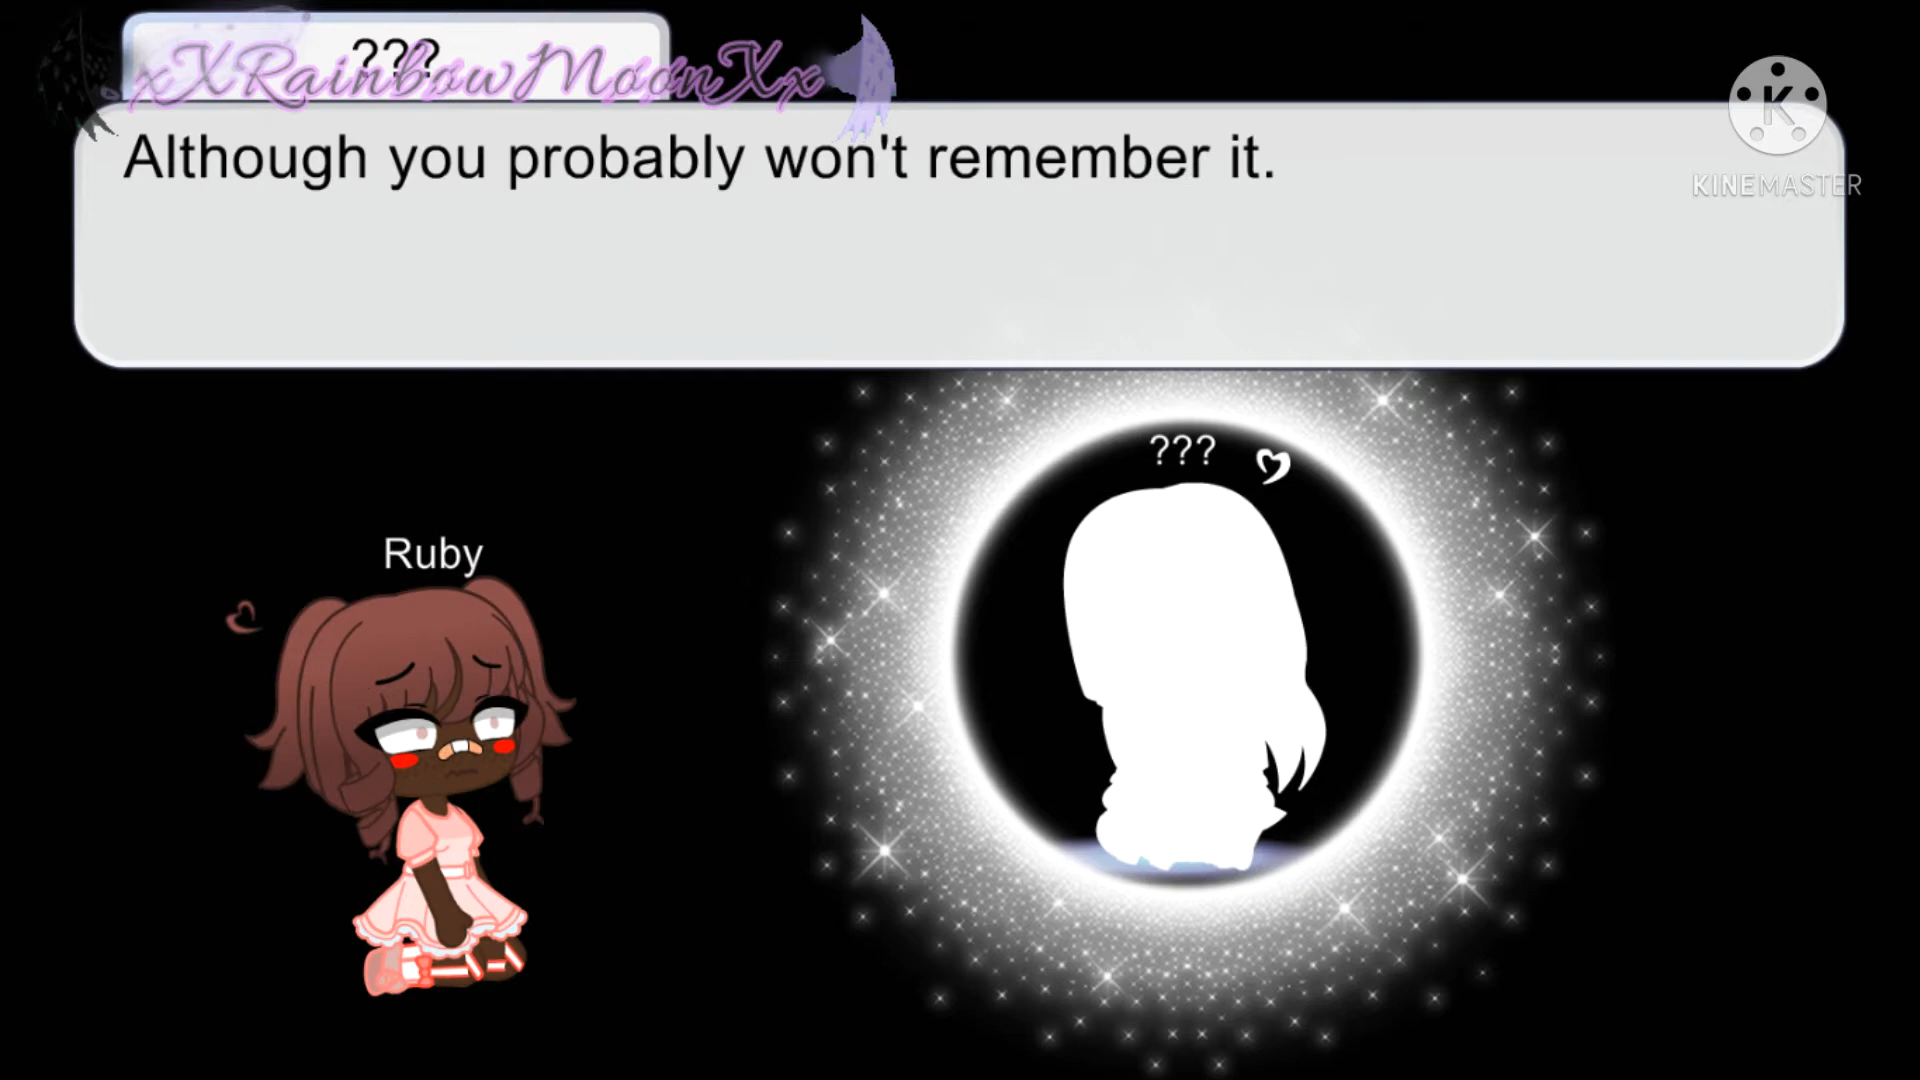 ???
xXRainbowMoonXx
Although you probably won't remember it.
K
KINEMASTER
???
Ruby